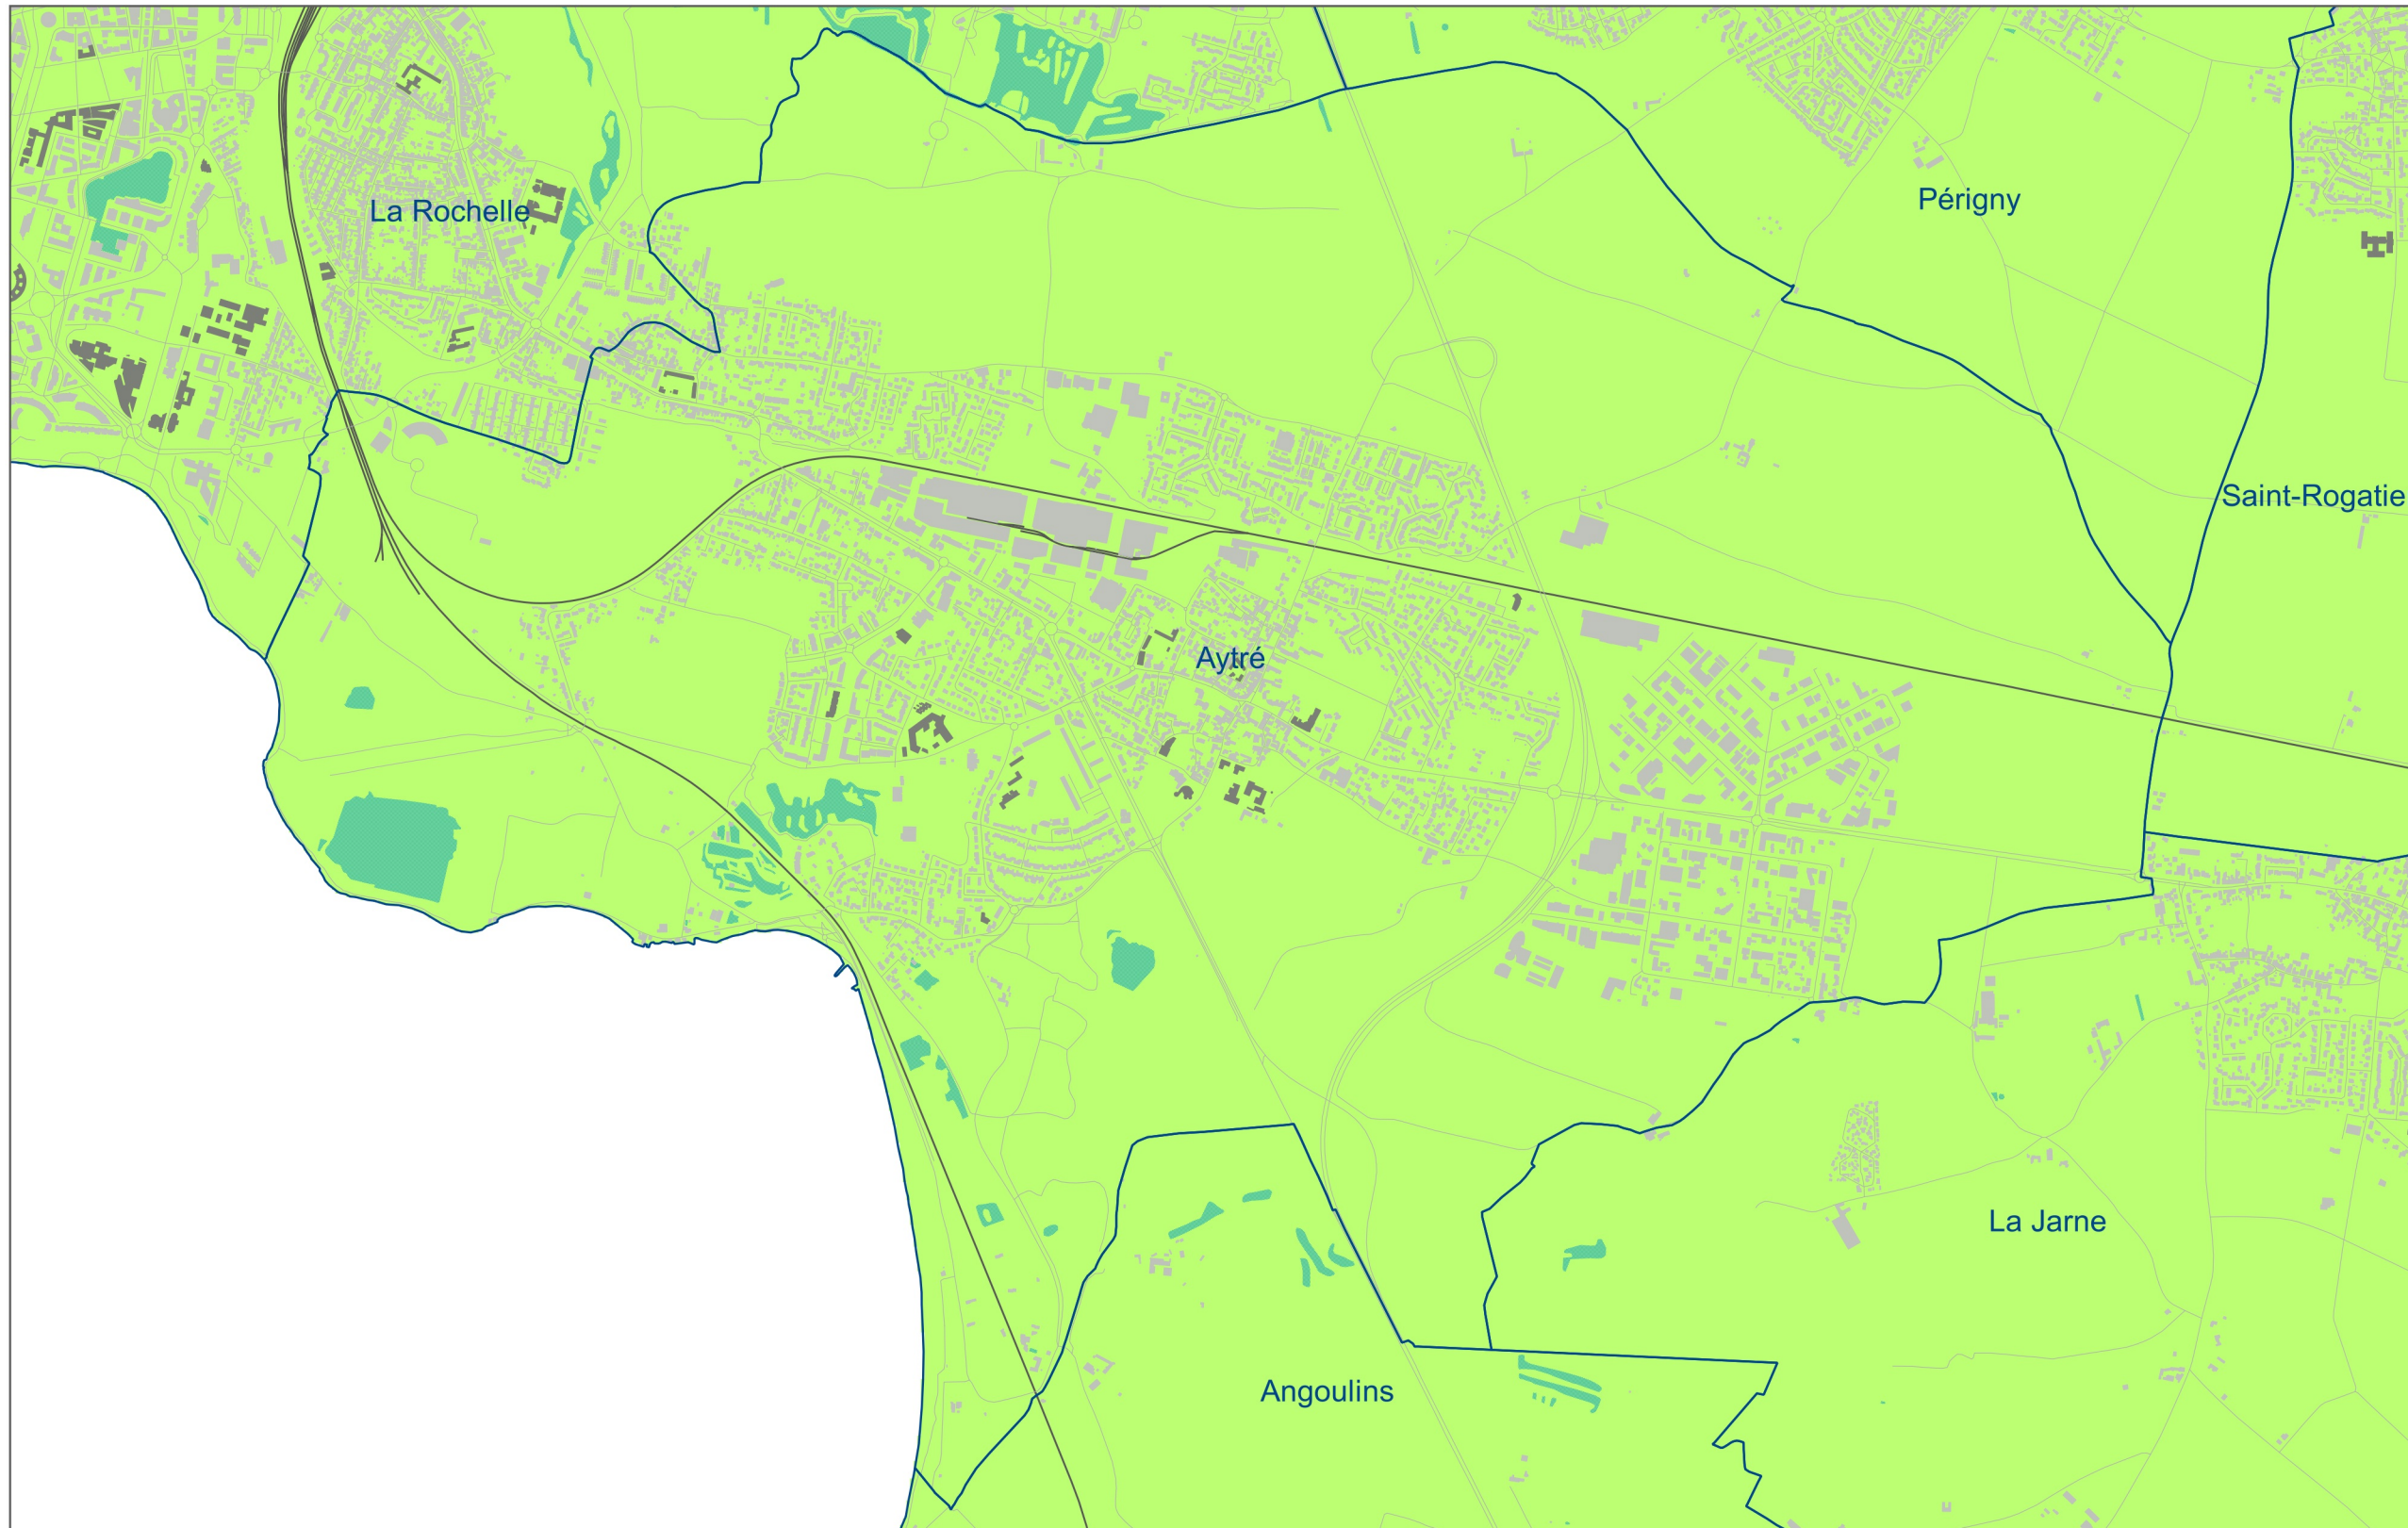 La Rochelle
Périgny
Saint-Rogatie
Aytré
La Jarne
Angoulins